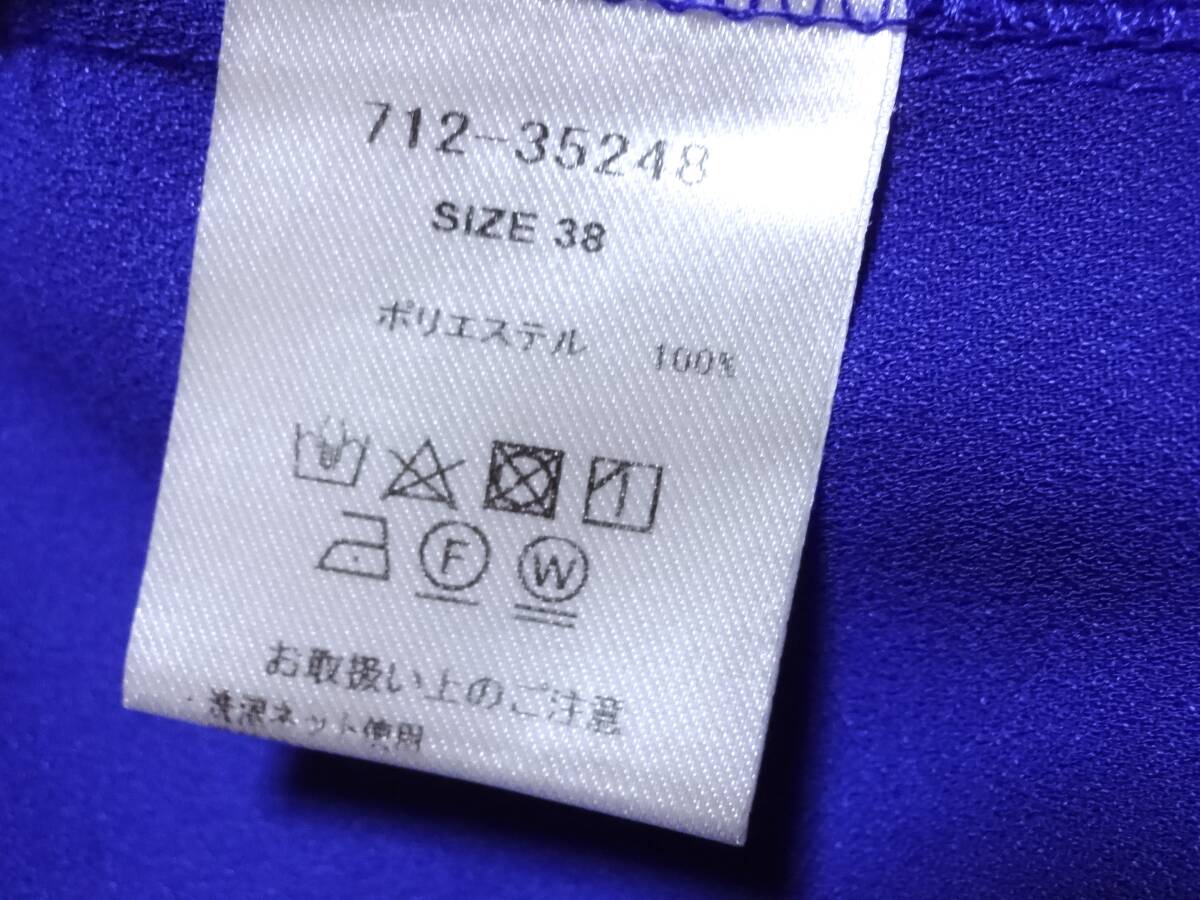 712-35248
SIZE 38
ポリエステル 100%
F W
お取扱い上のご注意
・洗濯ネット使用